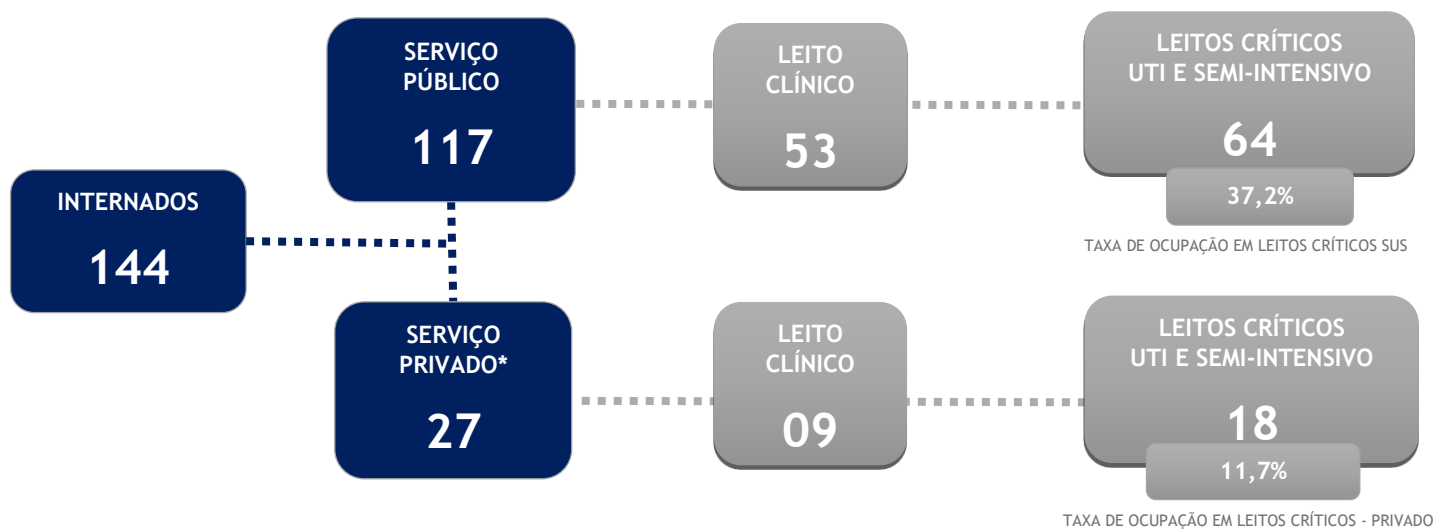 INTERNADOS
144
SERVIÇO
PÚBLICO
117
LEITO
CLÍNICO
53
LEITOS CRÍTICOS
UTI E SEMI-INTENSIVO
64
37,2%
TAXA DE OCUPAÇÃO EM LEITOS CRÍTICOS SUS
SERVIÇO
PRIVADO*
27
LEITO
CLÍNICO
09
LEITOS CRÍTICOS
UTI E SEMI-INTENSIVO
18
11,7%
TAXA DE OCUPAÇÃO EM LEITOS CRÍTICOS - PRIVADO